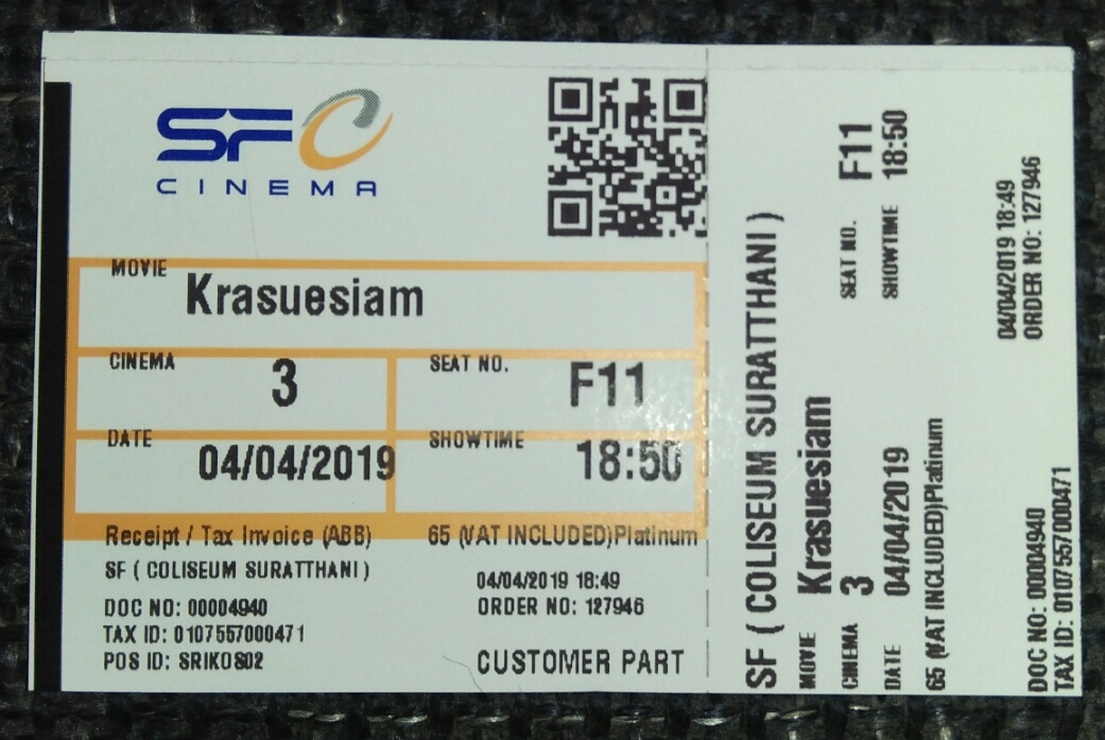 SFC
CINEMA
MOVIE
Krasuesiam
CINEMA
3
SEAT NO.
F11
DATE
04/04/2019
SHOWTIME
18:50
Receipt / Tax Invoice (ABB)
65 (VAT INCLUDED)Platinum
SF ( COLISEUM SURATTHANI )
04/04/2019 18:49
DOC NO: 00004940
ORDER NO: 127946
TAX ID: 0107557000471
POS ID: SRIKOS02
CUSTOMER PART
SF ( COLISEUM SURATTHANI )
MOVIE Krasuesiam
CINEMA 3 SEAT NO. F11
DATE 04/04/2019 SHOWTIME 18:50
65 (VAT INCLUDED)Platinum
04/04/2019 18:49
DOC NO: 00004940 ORDER NO: 127946
TAX ID: 0107557000471